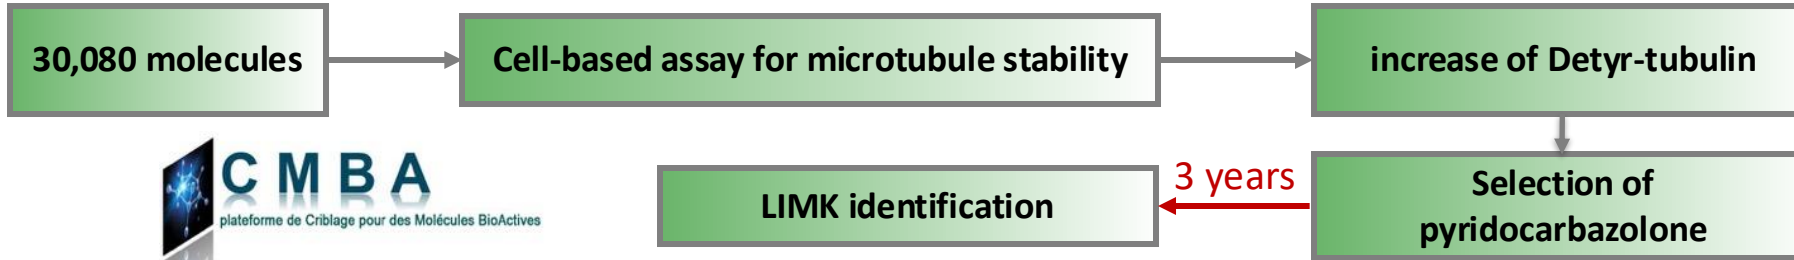 30,080 molecules
Cell-based assay for microtubule stability
increase of Detyr-tubulin
Selection of
pyridocarbazolone
3 years
LIMK identification
CMBA
plateforme de Criblage pour des Molécules BioActives